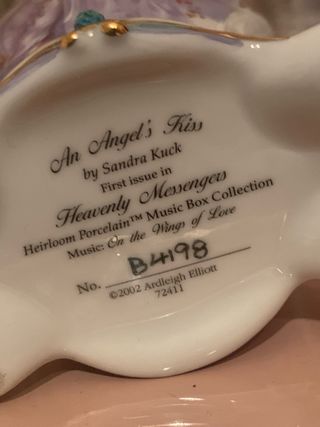 An Angel's Kiss
by Sandra Kuck
First issue in
Heavenly Messengers
Heirloom Porcelain™ Music Box Collection
Music: On the Wings of Love
No. B4198
©2002 Ardleigh Elliott
72411